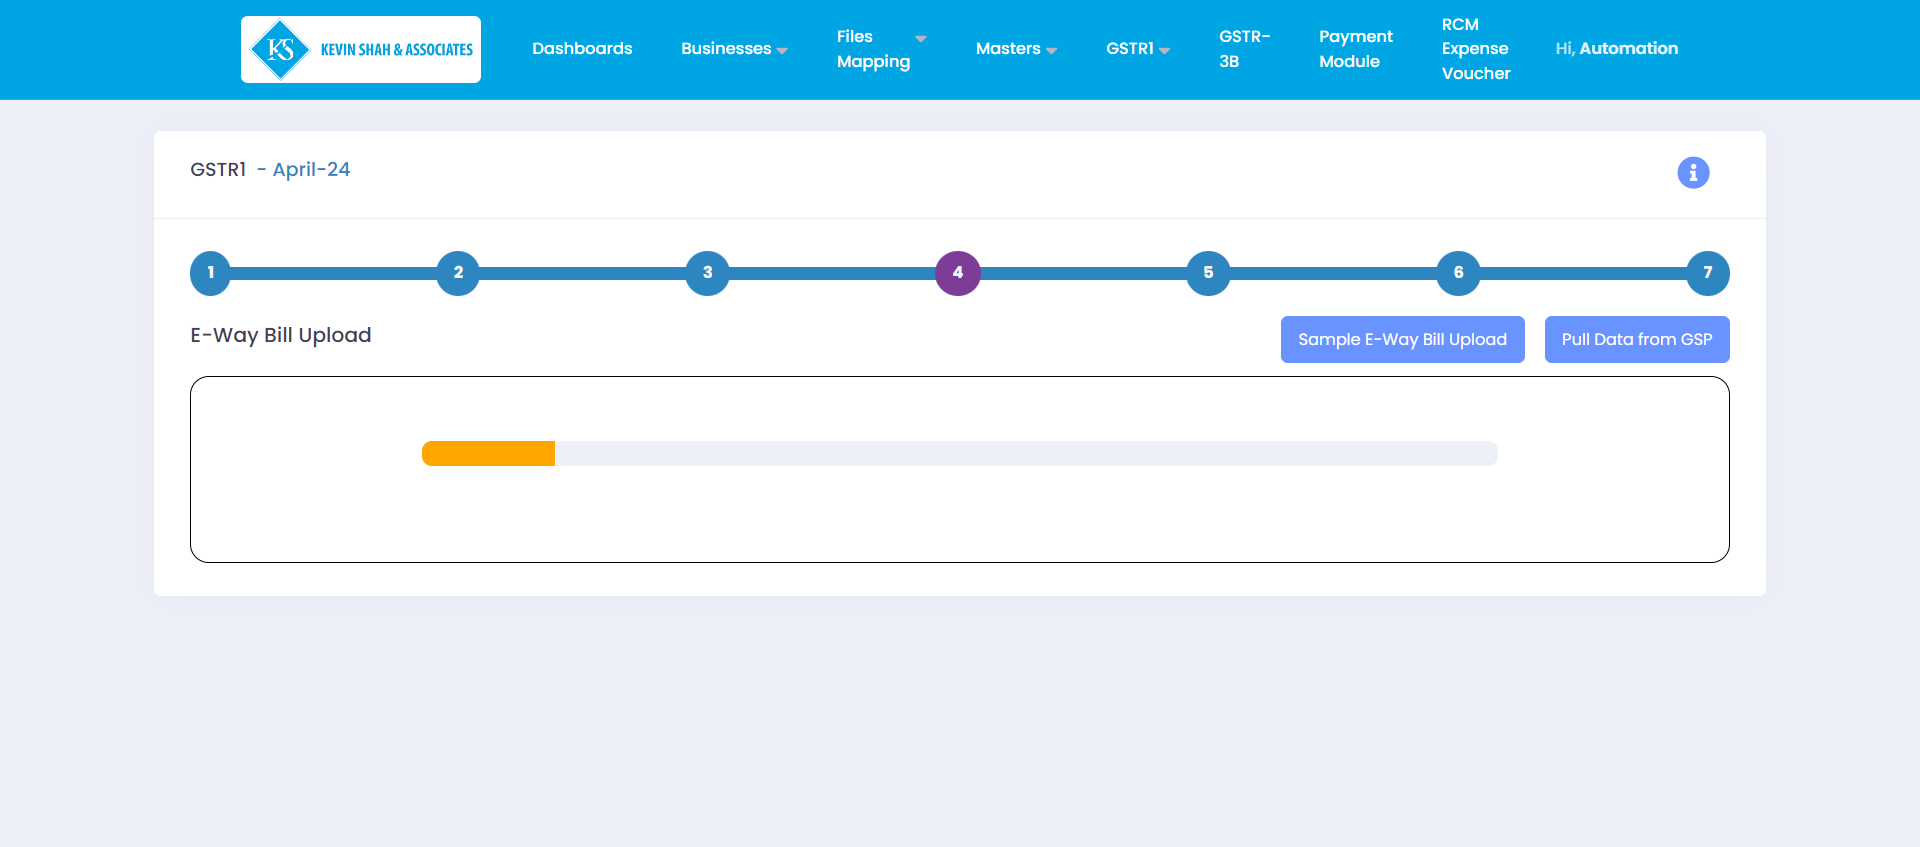 KS KEVIN SHAH & ASSOCIATES
Dashboards
Businesses
Files
Mapping
Masters
GSTR1
GSTR-
3B
Payment
Module
RCM
Expense
Voucher
Hi, Automation
GSTR1 - April-24
1 2 3 4 5 6 7
E-Way Bill Upload
Sample E-Way Bill Upload
Pull Data from GSP